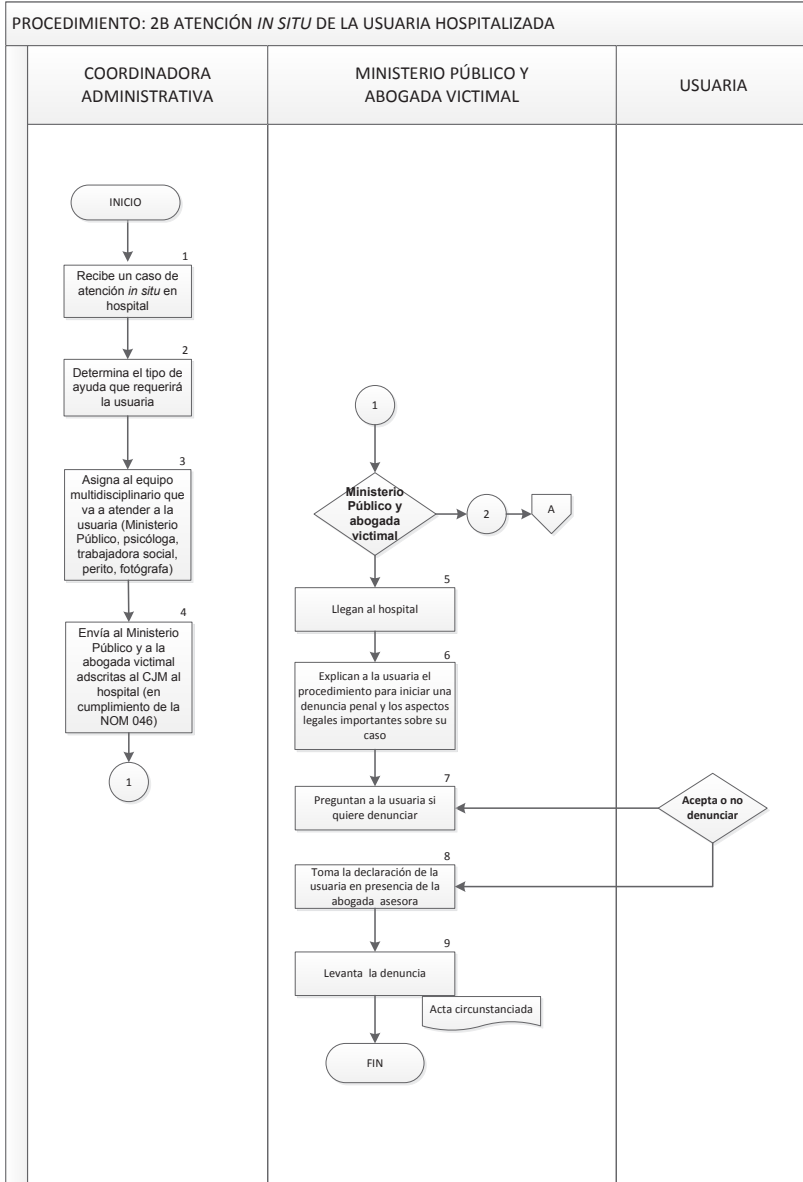 PROCEDIMIENTO: 2B ATENCIÓN IN SITU DE LA USUARIA HOSPITALIZADA
COORDINADORA
ADMINISTRATIVA
MINISTERIO PÚBLICO Y
ABOGADA VICTIMAL
USUARIA
INICIO
1
Recibe un caso de
atención in situ en
hospital
2
Determina el tipo de
ayuda que requerirá
la usuaria
3
Asigna al equipo
multidisciplinario que
va a atender a la
usuaria (Ministerio
Público, psicóloga,
trabajadora social,
perito, fotógrafa)
4
Envía al Ministerio
Público y a la
abogada victimal
adscritas al CJM al
hospital (en
cumplimiento de la
NOM 046)
1
1
Ministerio
Público y
abogada
victimal
2
A
5
Llegan al hospital
6
Explican a la usuaria el
procedimiento para iniciar una
denuncia penal y los aspectos
legales importantes sobre su
caso
7
Preguntan a la usuaria si
quiere denunciar
Acepta o no
denunciar
8
Toma la declaración de la
usuaria en presencia de la
abogada asesora
9
Levanta la denuncia
Acta circunstanciada
FIN